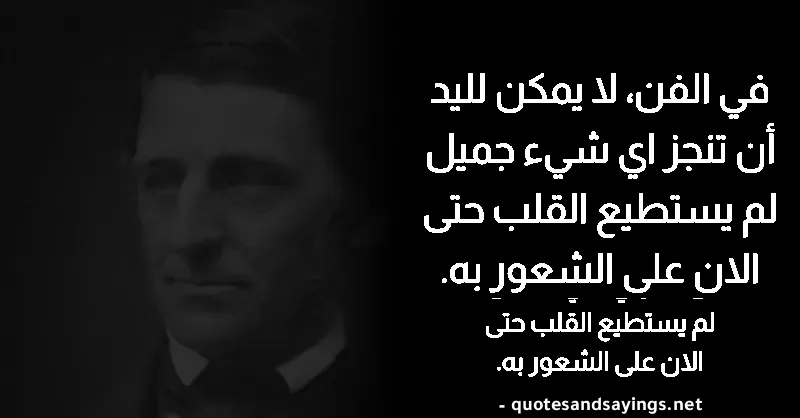 في الفن، لا يمكن لليد
أن تنجز اي شيء جميل
لم يستطيع القلب حتى
الان على الشعور به.
لم يستطيع القلب حتى
الان على الشعور به.
- quotesandsayings.net